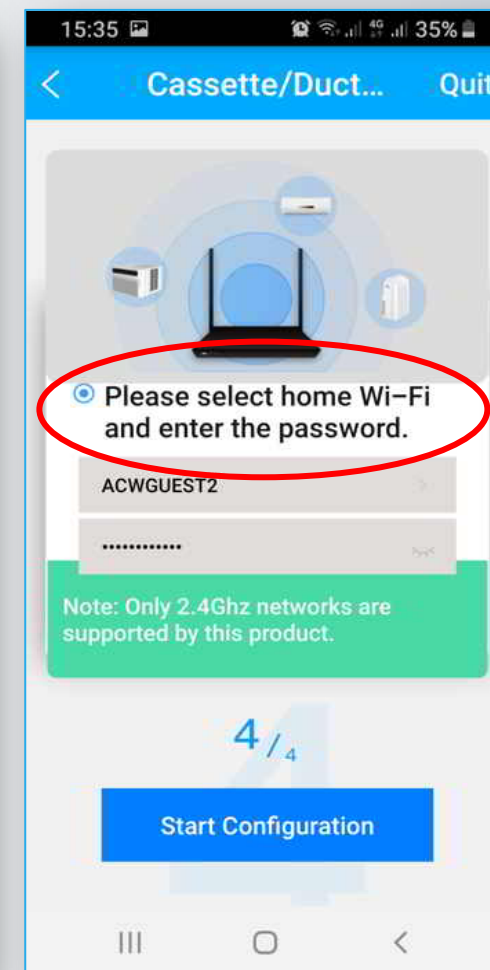 15:35 4G 35%
Cassette/Duct... Quit
Please select home Wi-Fi
and enter the password.
ACWGUEST2
••••••••••••
Note: Only 2.4Ghz networks are
supported by this product.
4/4
Start Configuration